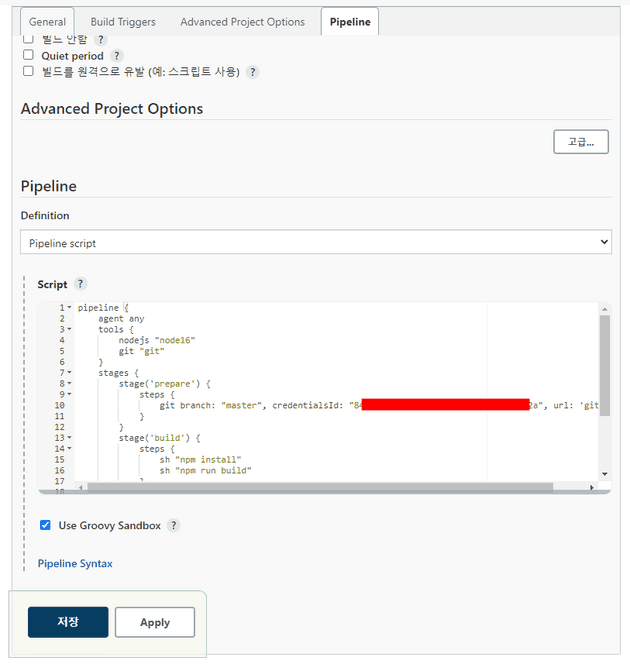 General Build Triggers Advanced Project Options Pipeline
빌드 안함 ?
Quiet period ?
빌드를 원격으로 유발 (예: 스크립트 사용) ?
Advanced Project Options
고급...
Pipeline
Definition
Pipeline script
Script ?
1 pipeline {
2 agent any
3 tools {
4 nodejs "node16"
5 git "git"
6 }
7 stages {
8 stage('prepare') {
9 steps {
10 git branch: "master", credentialsId: "84 2a", url: 'git
11 }
12 }
13 stage('build') {
14 steps {
15 sh "npm install"
16 sh "npm run build"
17 }
18
Use Groovy Sandbox ?
Pipeline Syntax
저장 Apply